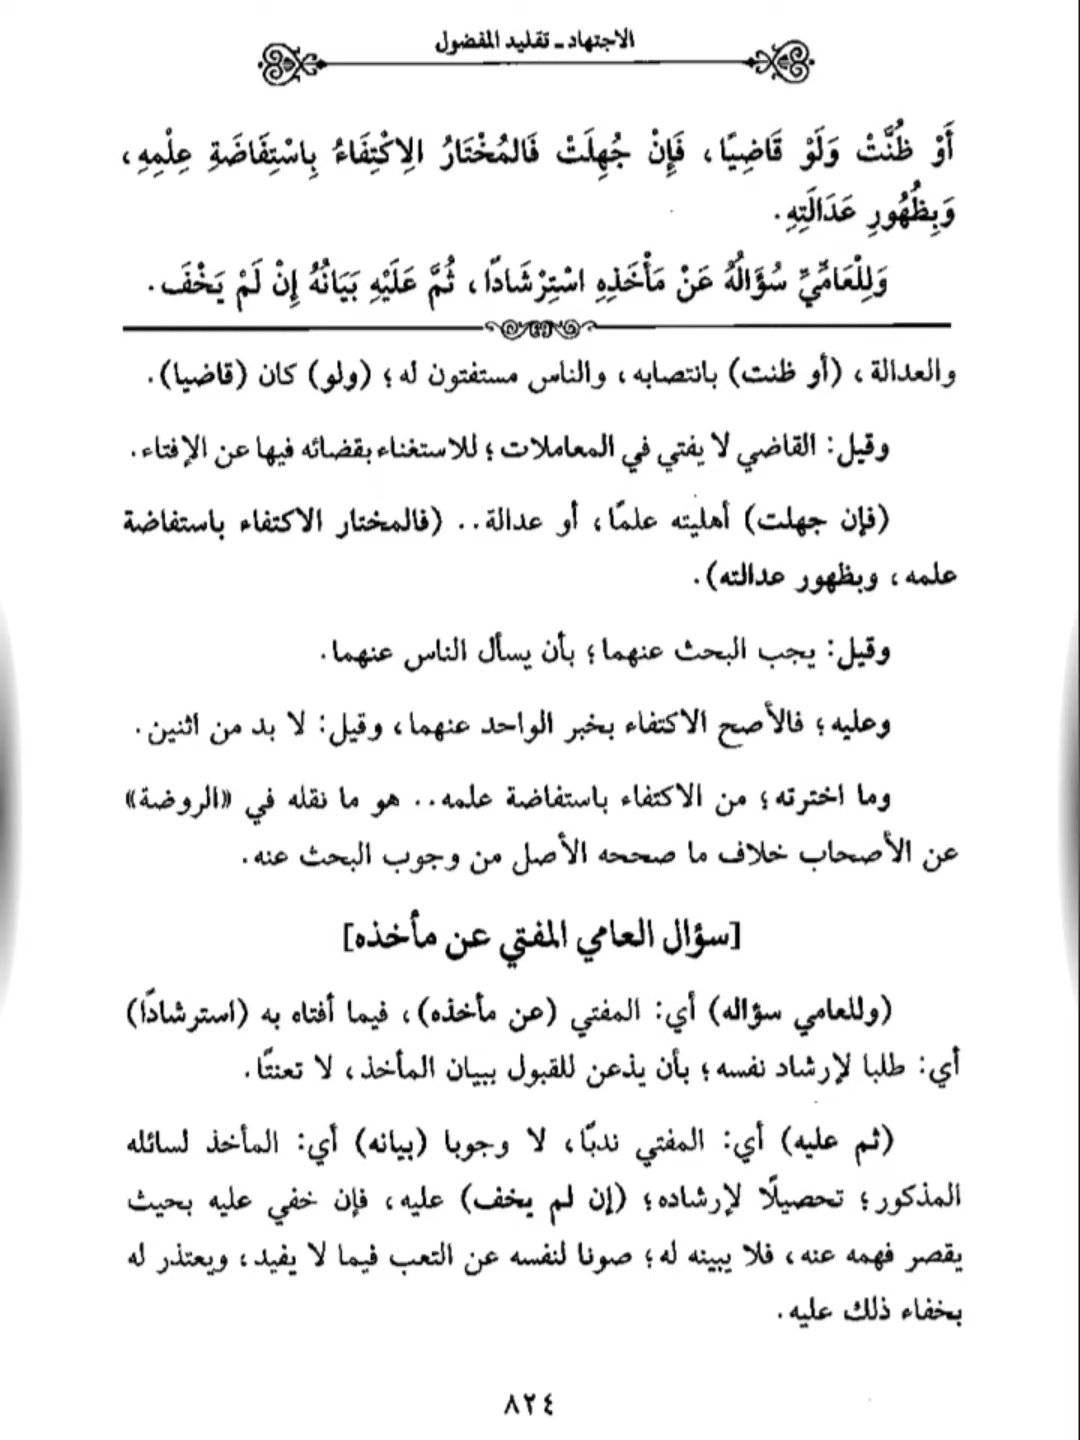 الاجتهاد - تقليد المفضول
أَوْ ظُنَّتْ وَلَوْ قَاضِيًا، فَإِنْ جُهِلَتْ فَالمُخْتَارُ الِاكْتِفَاءُ بِاسْتِفَاضَةِ عِلْمِهِ،
وَبِظُهُورِ عَدَالَتِهِ.
وَلِلْعَامِّيِّ سُؤَالُهُ عَنْ مَأْخَذِهِ اسْتِرْشَادًا، ثُمَّ عَلَيْهِ بَيَانُهُ إِنْ لَمْ يَخْفَ.
والعدالة، (أو ظنت) بانتصابه، والناس مستفتون له؛ (ولو) كان (قاضيا).
وقيل: القاضي لا يفتي في المعاملات؛ للاستغناء بقضائه فيها عن الإفتاء.
(فإن جهلت) أهليته علمًا، أو عدالة.. (فالمختار الاكتفاء باستفاضة
علمه، وبظهور عدالته).
وقيل: يجب البحث عنهما؛ بأن يسأل الناس عنهما.
وعليه؛ فالأصح الاكتفاء بخبر الواحد عنهما، وقيل: لا بد من اثنين.
وما اخترته؛ من الاكتفاء باستفاضة علمه.. هو ما نقله في «الروضة»
عن الأصحاب خلاف ما صححه الأصل من وجوب البحث عنه.
[سؤال العامي المفتي عن مأخذه]
(وللعامي سؤاله) أي: المفتي (عن مأخذه)، فيما أفتاه به (استرشادًا)
أي: طلبا لإرشاد نفسه؛ بأن يذعن للقبول ببيان المأخذ، لا تعنتًا.
(ثم عليه) أي: المفتي ندبًا، لا وجوبا (بيانه) أي: المأخذ لسائله
المذكور؛ تحصيلًا لإرشاده؛ (إن لم يخف) عليه، فإن خفي عليه بحيث
يقصر فهمه عنه، فلا يبينه له؛ صونا لنفسه عن التعب فيما لا يفيد، ويعتذر له
بخفاء ذلك عليه.
٨٢٤